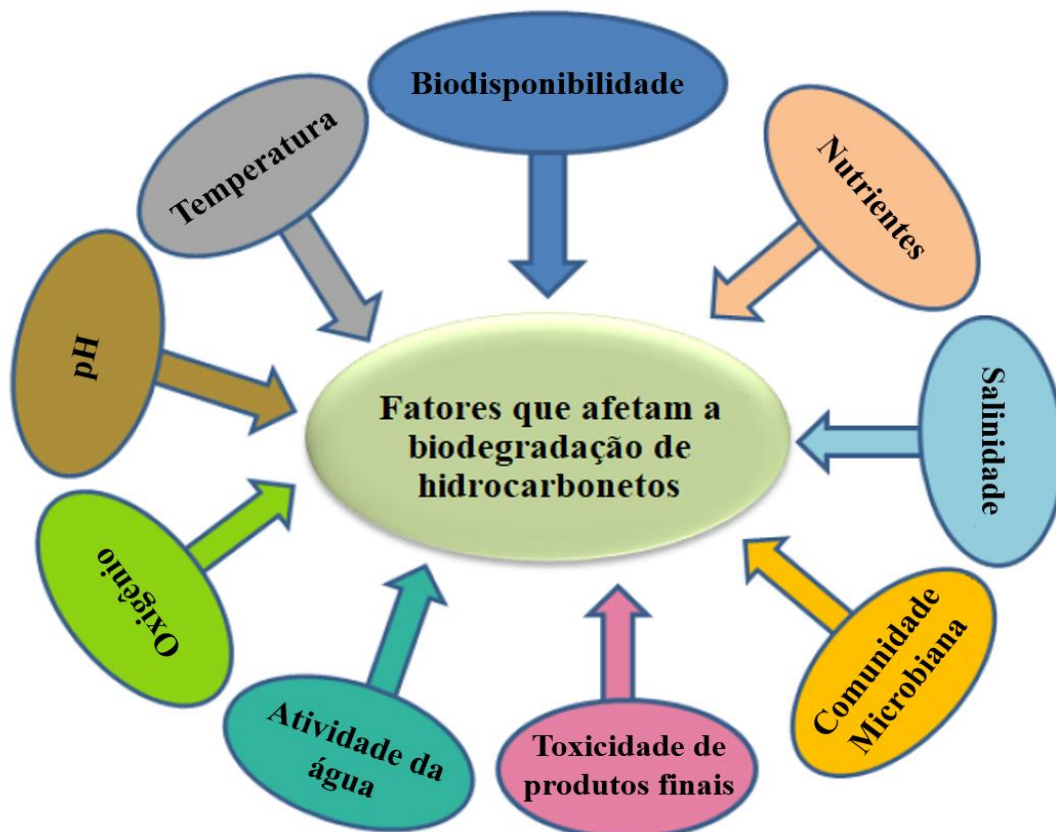 Biodisponibilidade
Temperatura
Nutrientes
pH
Fatores que afetam a
biodegradação de
hidrocarbonetos
Salinidade
Oxigênio
Comunidade
Microbiana
Atividade da
água
Toxicidade de
produtos finais